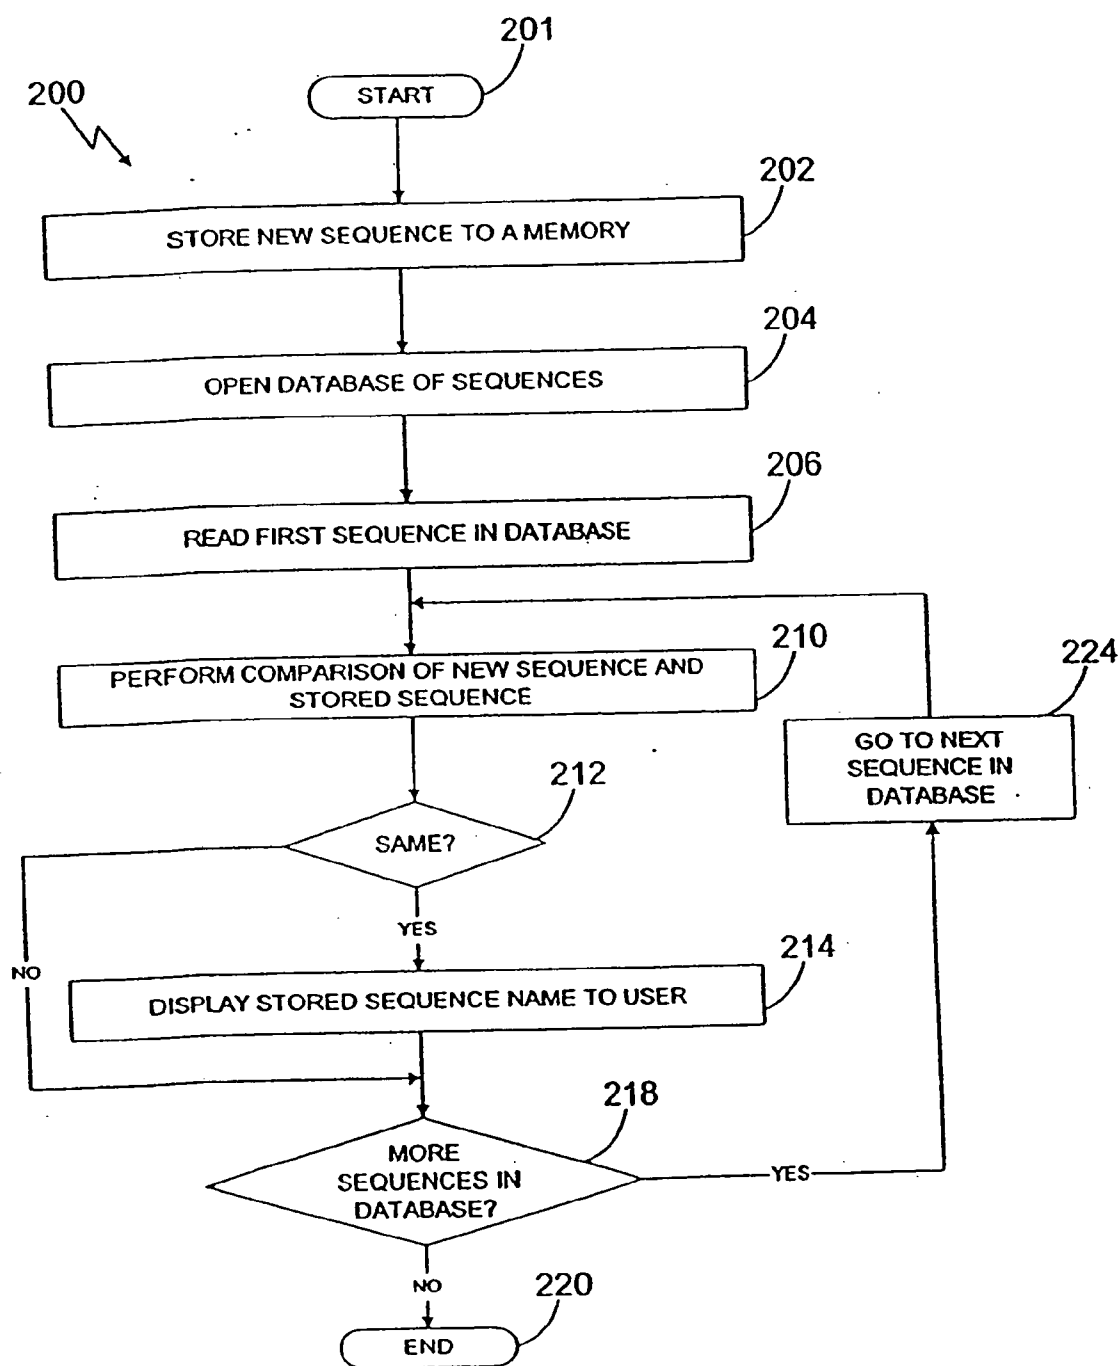 201
START
200
202
STORE NEW SEQUENCE TO A MEMORY
204
OPEN DATABASE OF SEQUENCES
206
READ FIRST SEQUENCE IN DATABASE
210
PERFORM COMPARISON OF NEW SEQUENCE AND
STORED SEQUENCE
224
GO TO NEXT
SEQUENCE IN
DATABASE
212
SAME?
YES
NO
214
DISPLAY STORED SEQUENCE NAME TO USER
218
MORE
SEQUENCES IN
DATABASE?
YES
NO
220
END